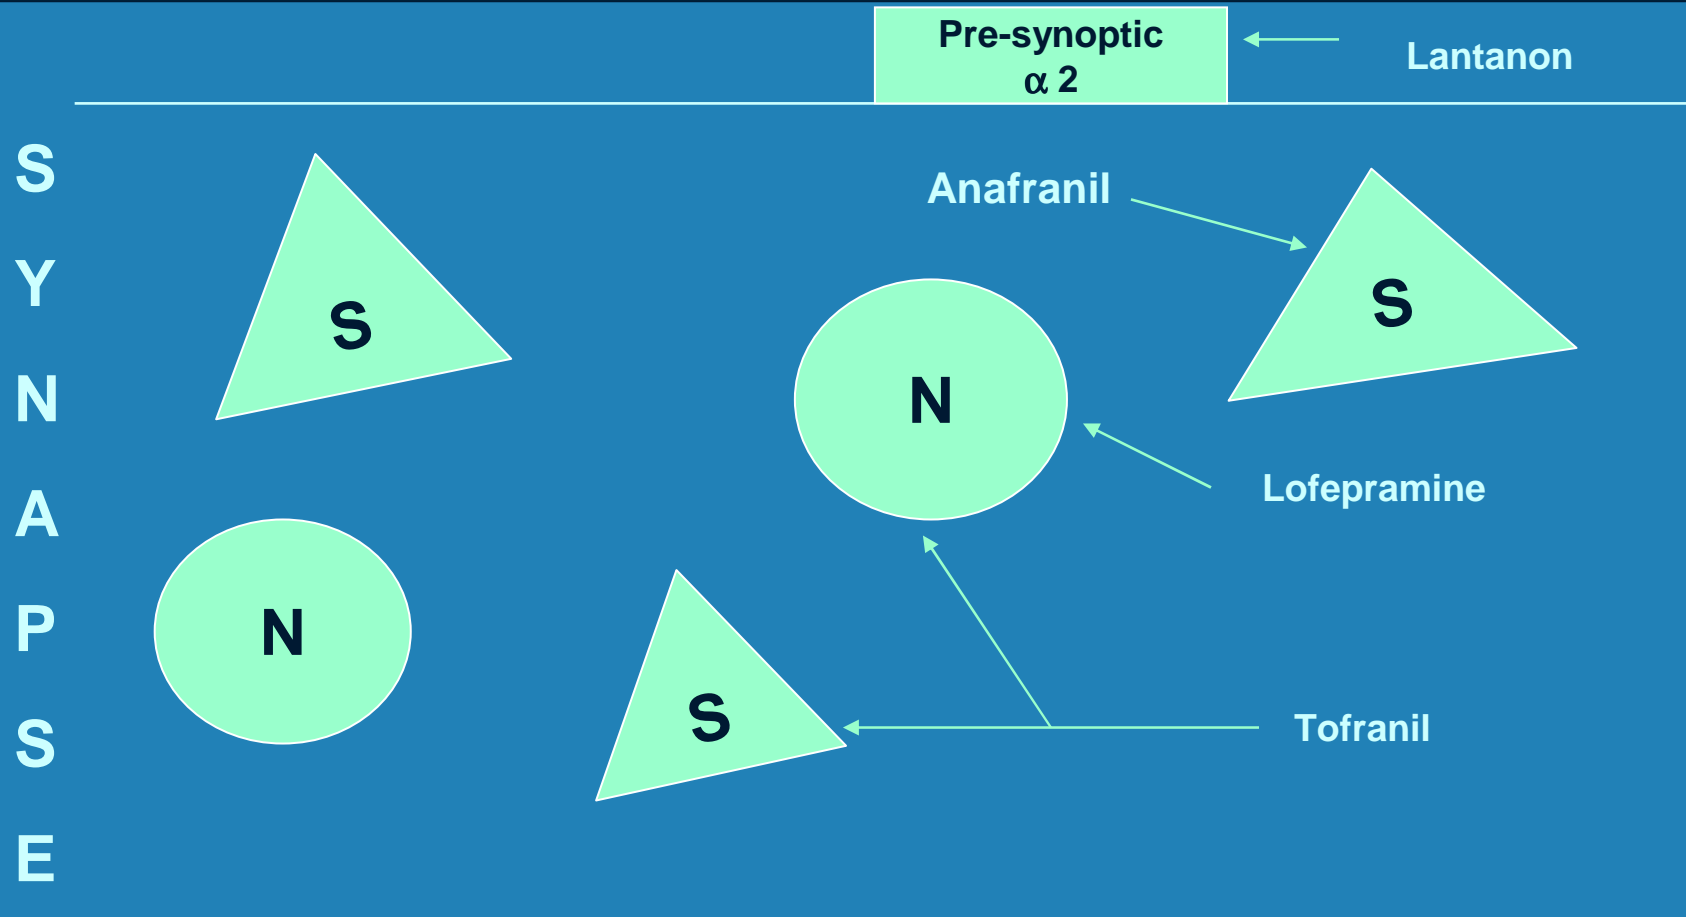 Pre-synoptic
α 2
Lantanon
S
Y
N
A
P
S
E
Anafranil
S
S
N
Lofepramine
N
S
Tofranil